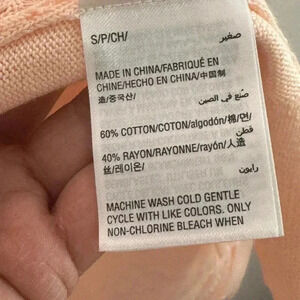 S/P/CH/ صغير
MADE IN CHINA/FABRIQUÉ EN
CHINE/HECHO EN CHINA/中国制
造/중국산/ صنع في الصين
60% COTTON/COTON/algodón/棉/면/
قطن
40% RAYON/RAYONNE/rayón/人造
丝/레이온/ رايون
MACHINE WASH COLD GENTLE
CYCLE WITH LIKE COLORS. ONLY
NON-CHLORINE BLEACH WHEN